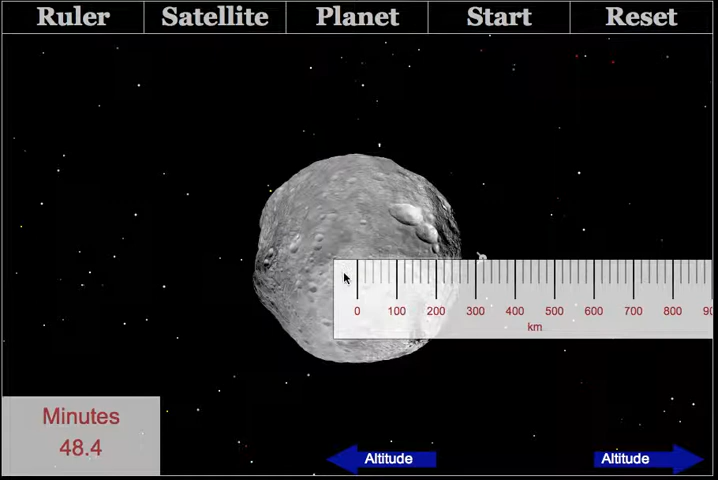 Ruler Satellite Planet Start Reset
0 100 200 300 400 500 600 700 800
km
Minutes
48.4
Altitude Altitude